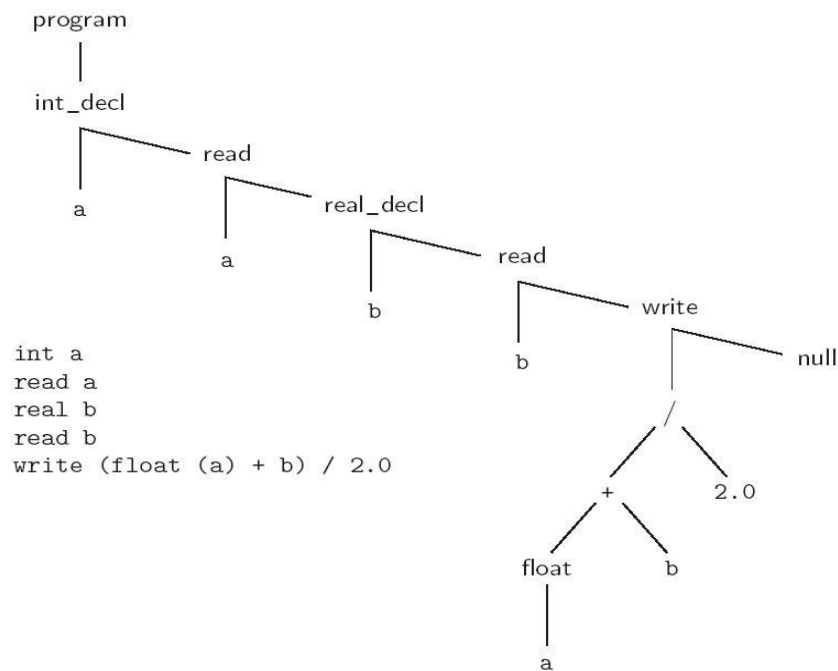 program
int_decl
read
a
real_decl
a
read
b
write
int a
b
null
read a
real b
/
read b
write (float (a) + b) / 2.0
+
2.0
float
b
a